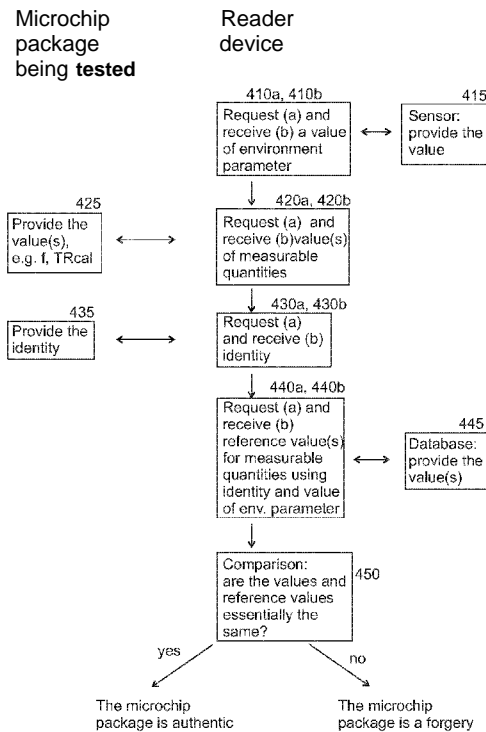 Microchip
package
being tested
Reader
device
410a, 410b
Request (a) and
receive (b) a value
of environment
parameter
415
Sensor:
provide the
value
425
Provide the
value(s),
e.g. f, TRcal
420a, 420b
Request (a) and
receive (b)value(s)
of measurable
quantities
435
Provide the
identity
430a, 430b
Request (a)
and receive (b)
identity
440a, 440b
Request (a) and
receive (b)
reference value(s)
for measurable
quantities using
identity and value
of env. parameter
445
Database:
provide the
value(s)
Comparison:
are the values and
reference values
essentially the
same?
450
yes
no
The microchip
package is authentic
The microchip
package is a forgery